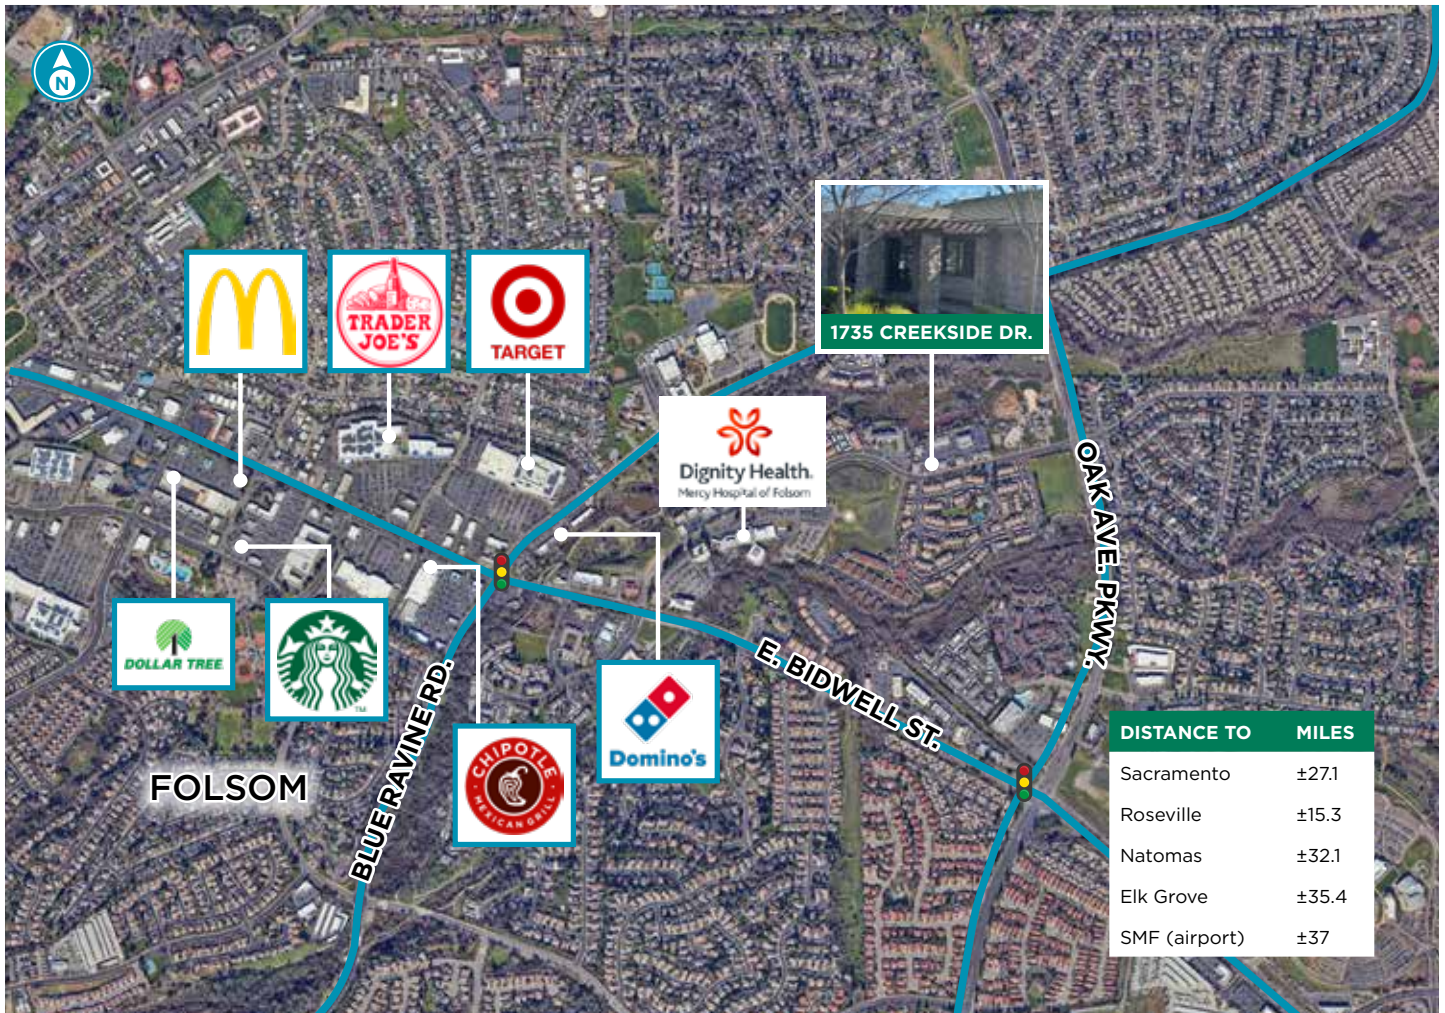 N
1735 CREEKSIDE DR.
TRADER
JOE'S
TARGET
Dignity Health.
Mercy Hospital of Folsom
OAK AVE. PKWY.
DOLLAR TREE
TM
E. BIDWELL ST.
BLUE RAVINE RD.
Domino's
CHIPOTLE
MEXICAN GRILL
FOLSOM
DISTANCE TO MILES
Sacramento ±27.1
Roseville ±15.3
Natomas ±32.1
Elk Grove ±35.4
SMF (airport) ±37